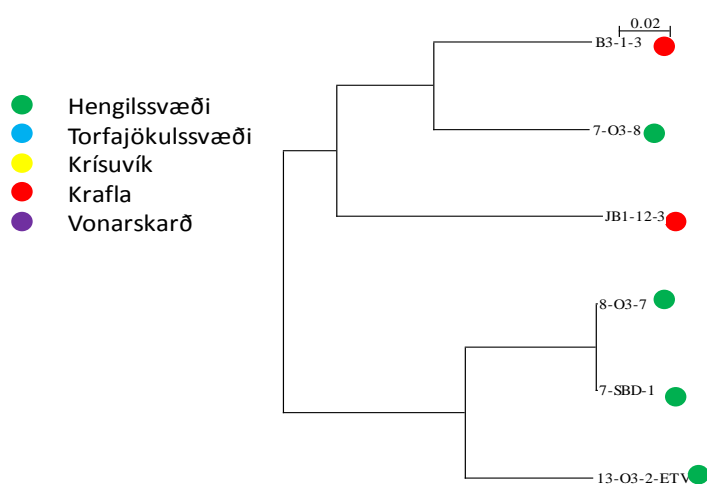 Hengilssvæði
Torfajökulssvæði
Krísuvík
Krafla
Vonarskarð
0.02
B3-1-3
7-O3-8
JB1-12-3
8-O3-7
7-SBD-1
13-O3-2-ETV